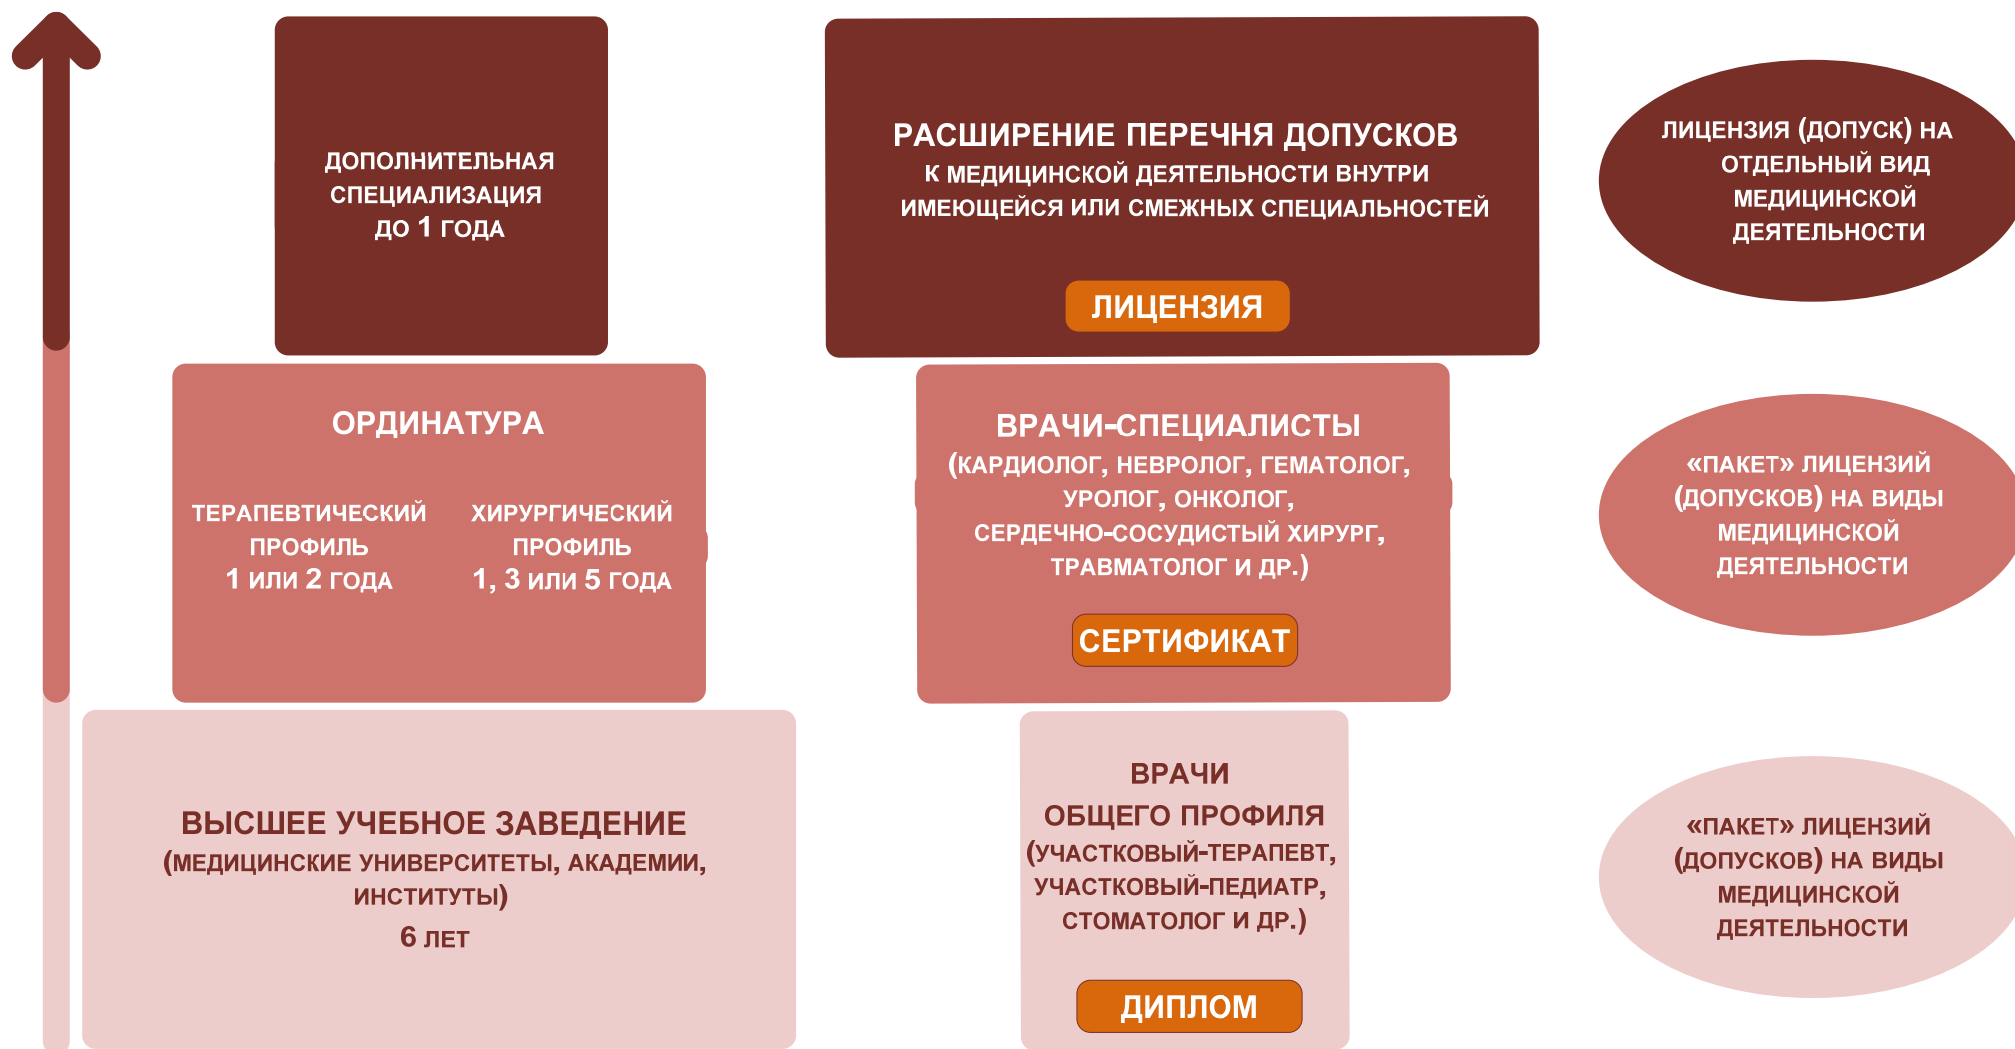 ДОПОЛНИТЕЛЬНАЯ
СПЕЦИАЛИЗАЦИЯ
ДО 1 ГОДА
РАСШИРЕНИЕ ПЕРЕЧНЯ ДОПУСКОВ
К МЕДИЦИНСКОЙ ДЕЯТЕЛЬНОСТИ ВНУТРИ
ИМЕЮЩЕЙСЯ ИЛИ СМЕЖНЫХ СПЕЦИАЛЬНОСТЕЙ
ЛИЦЕНЗИЯ
ЛИЦЕНЗИЯ (ДОПУСК) НА
ОТДЕЛЬНЫЙ ВИД
МЕДИЦИНСКОЙ
ДЕЯТЕЛЬНОСТИ
ОРДИНАТУРА
ТЕРАПЕВТИЧЕСКИЙ
ПРОФИЛЬ
1 ИЛИ 2 ГОДА
ХИРУРГИЧЕСКИЙ
ПРОФИЛЬ
1, 3 ИЛИ 5 ГОДА
ВРАЧИ-СПЕЦИАЛИСТЫ
(КАРДИОЛОГ, НЕВРОЛОГ, ГЕМАТОЛОГ,
УРОЛОГ, ОНКОЛОГ,
СЕРДЕЧНО-СОСУДИСТЫЙ ХИРУРГ,
ТРАВМАТОЛОГ И ДР.)
СЕРТИФИКАТ
«ПАКЕТ» ЛИЦЕНЗИЙ
(ДОПУСКОВ) НА ВИДЫ
МЕДИЦИНСКОЙ
ДЕЯТЕЛЬНОСТИ
ВЫСШЕЕ УЧЕБНОЕ ЗАВЕДЕНИЕ
(МЕДИЦИНСКИЕ УНИВЕРСИТЕТЫ, АКАДЕМИИ,
ИНСТИТУТЫ)
6 ЛЕТ
ВРАЧИ
ОБЩЕГО ПРОФИЛЯ
(УЧАСТКОВЫЙ-ТЕРАПЕВТ,
УЧАСТКОВЫЙ-ПЕДИАТР,
СТОМАТОЛОГ И ДР.)
ДИПЛОМ
«ПАКЕТ» ЛИЦЕНЗИЙ
(ДОПУСКОВ) НА ВИДЫ
МЕДИЦИНСКОЙ
ДЕЯТЕЛЬНОСТИ